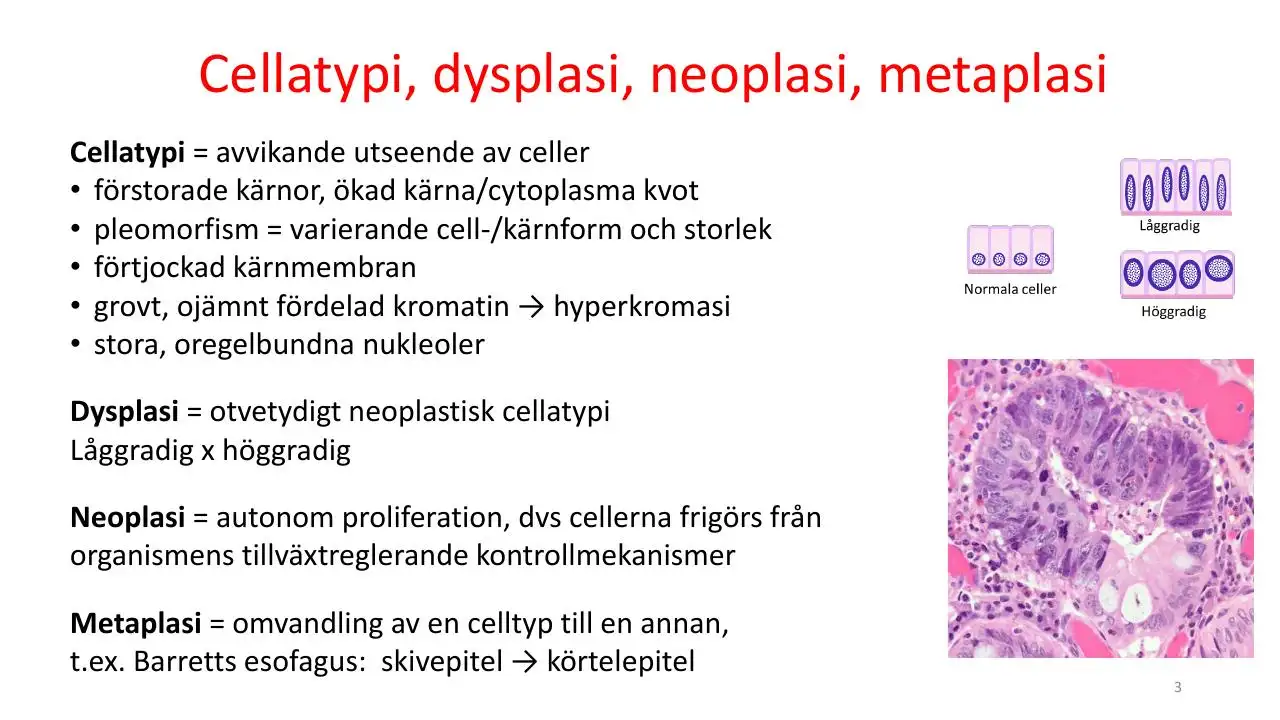 Cellatypi, dysplasi, neoplasi, metaplasi
Cellatypi = avvikande utseende av celler
• förstorade kärnor, ökad kärna/cytoplasma kvot
• pleomorfism = varierande cell-/kärnform och storlek
• förtjockad kärnmembran
• grovt, ojämnt fördelad kromatin → hyperkromasi
• stora, oregelbundna nukleoler
Dysplasi = otvetydigt neoplastisk cellatypi
Låggradig x höggradig
Neoplasi = autonom proliferation, dvs cellerna frigörs från
organismens tillväxtreglerande kontrollmekanismer
Metaplasi = omvandling av en celltyp till en annan,
t.ex. Barretts esofagus: skivepitel → körtelepitel
Låggradig
Normala celler
Höggradig
3